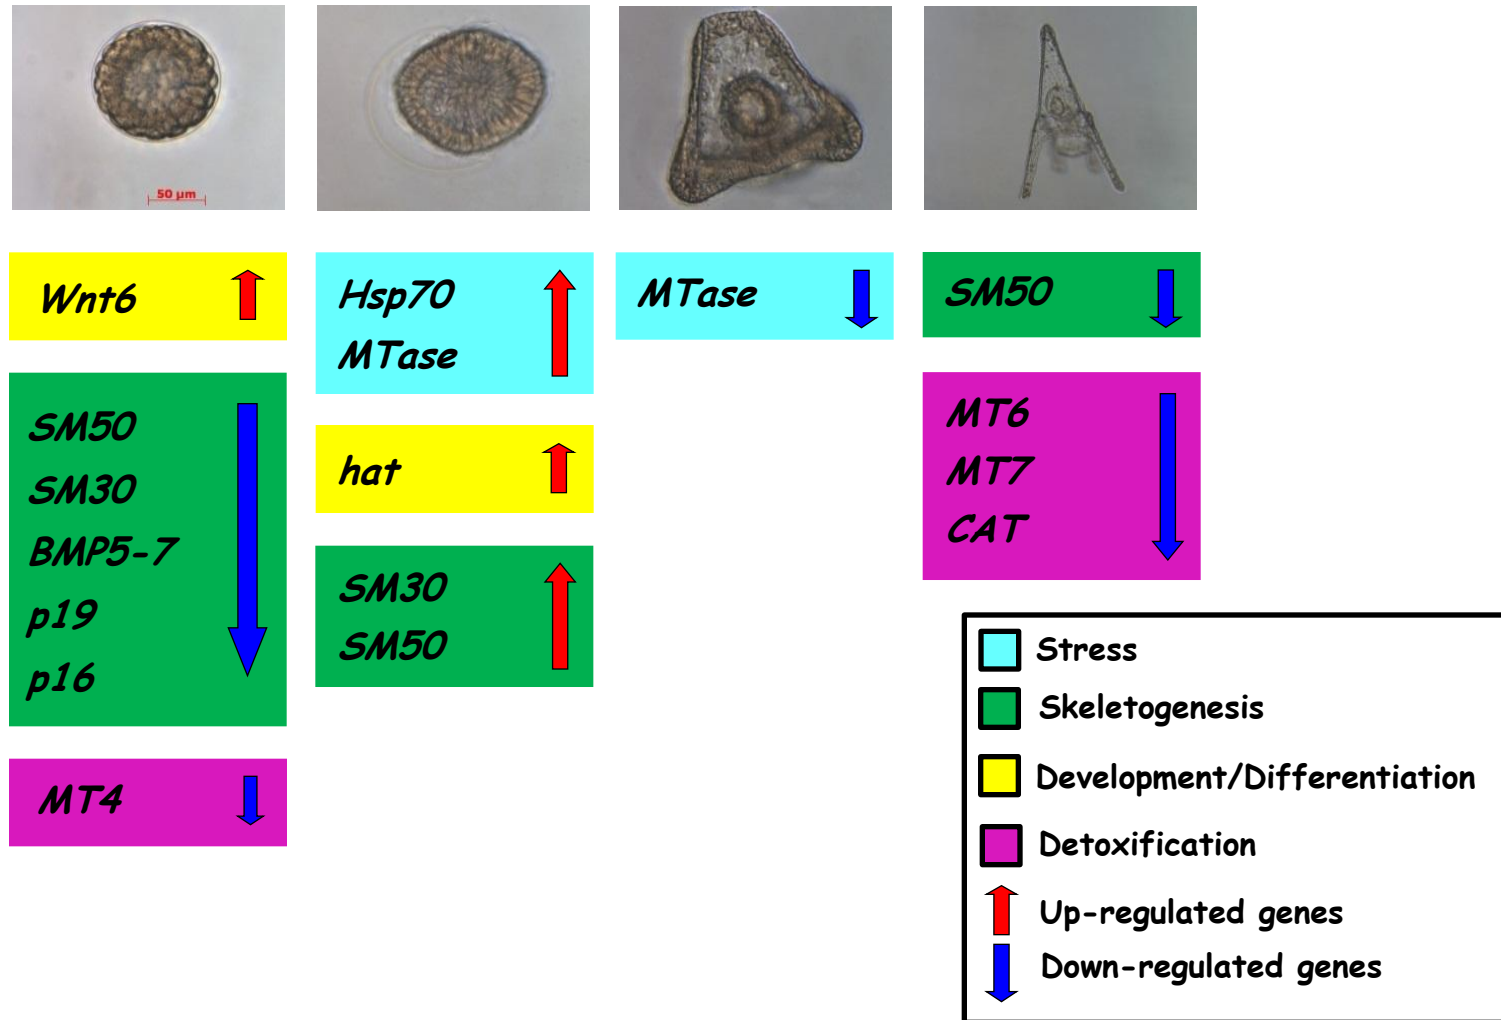 50 µm
Wnt6
SM50
SM30
BMP5-7
p19
p16
MT4
Hsp70
MTase
hat
SM30
SM50
MTase
SM50
MT6
MT7
CAT
Stress
Skeletogenesis
Development/Differentiation
Detoxification
Up-regulated genes
Down-regulated genes